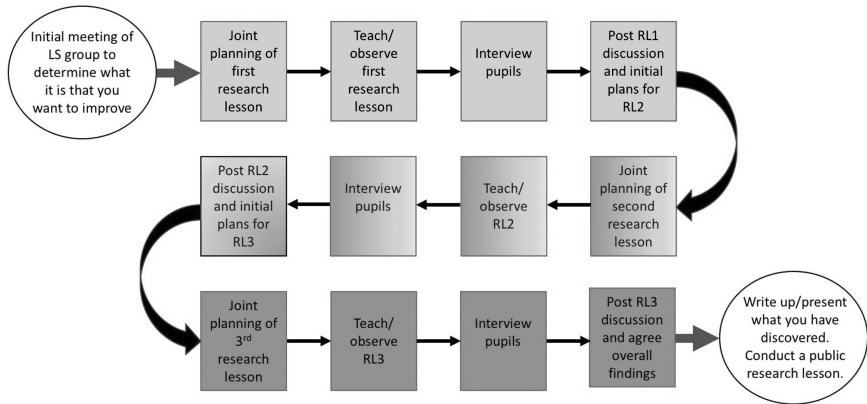 Initial meeting of
LS group to
determine what
it is that you
want to improve
Joint
planning of
first
research
lesson
Teach/
observe
first
research
lesson
Interview
pupils
Post RL1
discussion
and initial
plans for
RL2
Joint
planning of
second
research
lesson
Teach/
observe
RL2
Interview
pupils
Post RL2
discussion
and initial
plans for
RL3
Joint
planning of
3rd
research
lesson
Teach/
observe
RL3
Interview
pupils
Post RL3
discussion
and agree
overall
findings
Write up/present
what you have
discovered.
Conduct a public
research lesson.